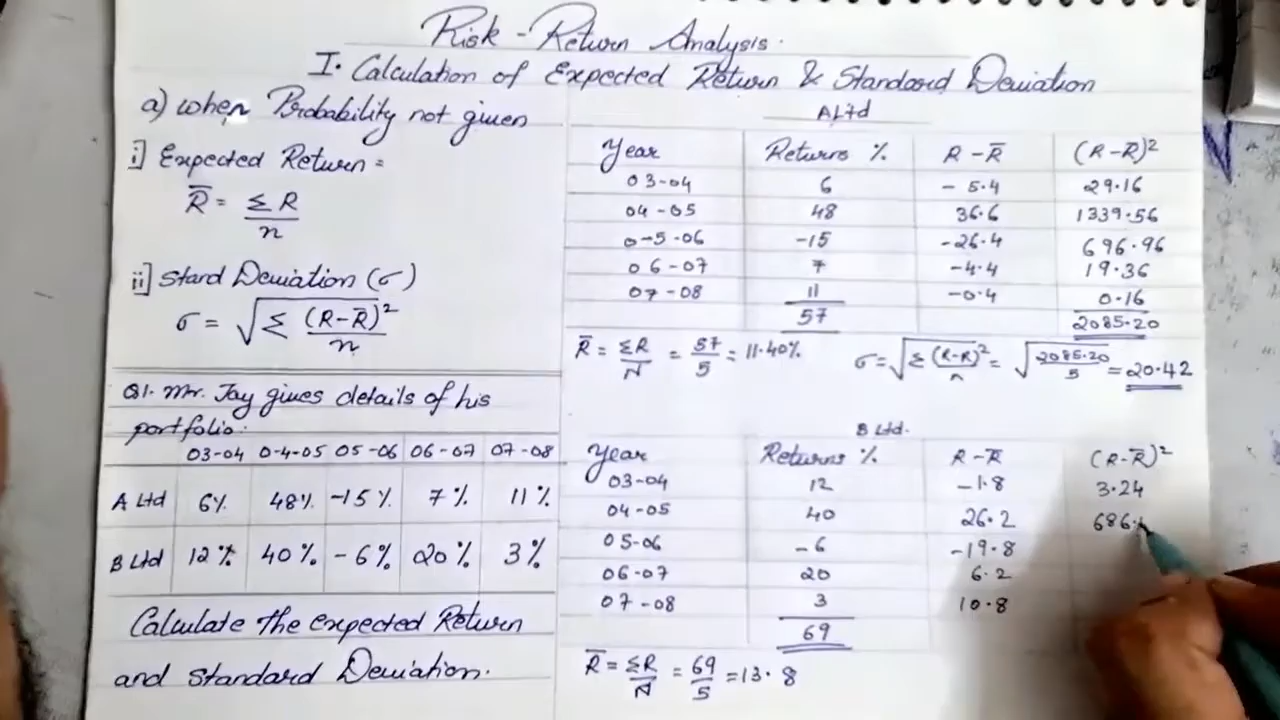 Risk - Return Analysis.
I. Calculation of Expected Return & Standard Deviation
a) when Probability not given
i] Expected Return =
R̅ = ΣR / n
ii] Stard Deviation (σ)
σ = √Σ (R-R̅)² / n
Q1. Mr. Jay gives details of his
portfolio:
03-04 0-4-05 05-06 06-07 07-08
A Ltd 6% 48% -15% 7% 11%
B Ltd 12% 40% -6% 20% 3%
Calculate the expected Return
and Standard Deviation.
A Ltd
Year Returns % R-R̅ (R-R̅)²
03-04 6 -5.4 29.16
04-05 48 36.6 1339.56
0-5-06 -15 -26.4 696.96
06-07 7 -4.4 19.36
07-08 11 -0.4 0.16
57 2085.20
R̅ = ΣR / N = 57 / 5 = 11.40% σ = √Σ (R-R̅)² / n = √2085.20 / 5 = 20.42
B Ltd.
Year Returns % R-R̅ (R-R̅)²
03-04 12 -1.8 3.24
04-05 40 26.2 686.
05-06 -6 -19.8
06-07 20 6.2
07-08 3 10.8
69
R̅ = ΣR / N = 69 / 5 = 13.8